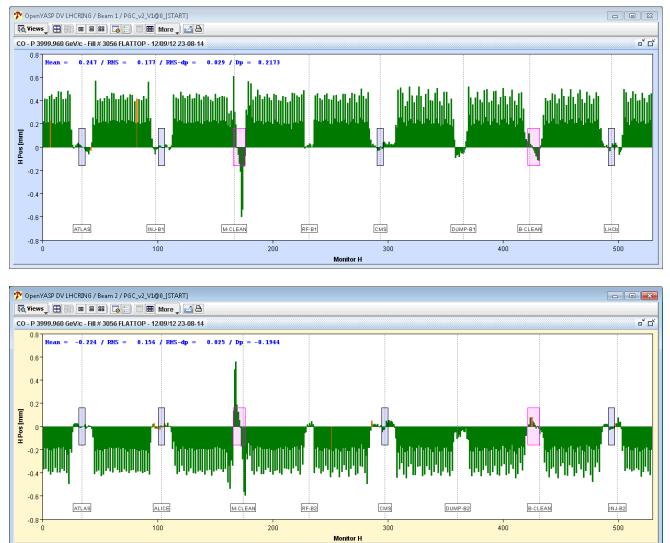 OpenYASP DV LHCRING / Beam 1 / PGC_v2_V1@0_[START]
Views More
CO - P 3999.960 GeV/c - Fill # 3056 FLATTOP - 12/09/12 23-08-14
Mean = 0.247 / RMS = 0.177 / RMS-dp = 0.029 / Dp = 0.2173
H Pos [mm]
0.8
0.6
0.4
0.2
0
-0.2
-0.4
-0.6
-0.8
ATLAS INJ-B1 M-CLEAN RF-B1 CMS DUMP-B1 B-CLEAN LHCb
0 100 200 300 400 500
Monitor H
OpenYASP DV LHCRING / Beam 2 / PGC_v2_V1@0_[START]
Views More
CO - P 3999.960 GeV/c - Fill # 3056 FLATTOP - 12/09/12 23-08-14
Mean = -0.224 / RMS = 0.156 / RMS-dp = 0.025 / Dp = -0.1944
H Pos [mm]
0.8
0.6
0.4
0.2
0
-0.2
-0.4
-0.6
-0.8
ATLAS ALICE M-CLEAN RF-B2 CMS DUMP-B2 B-CLEAN INJ-B2
0 100 200 300 400 500
Monitor H